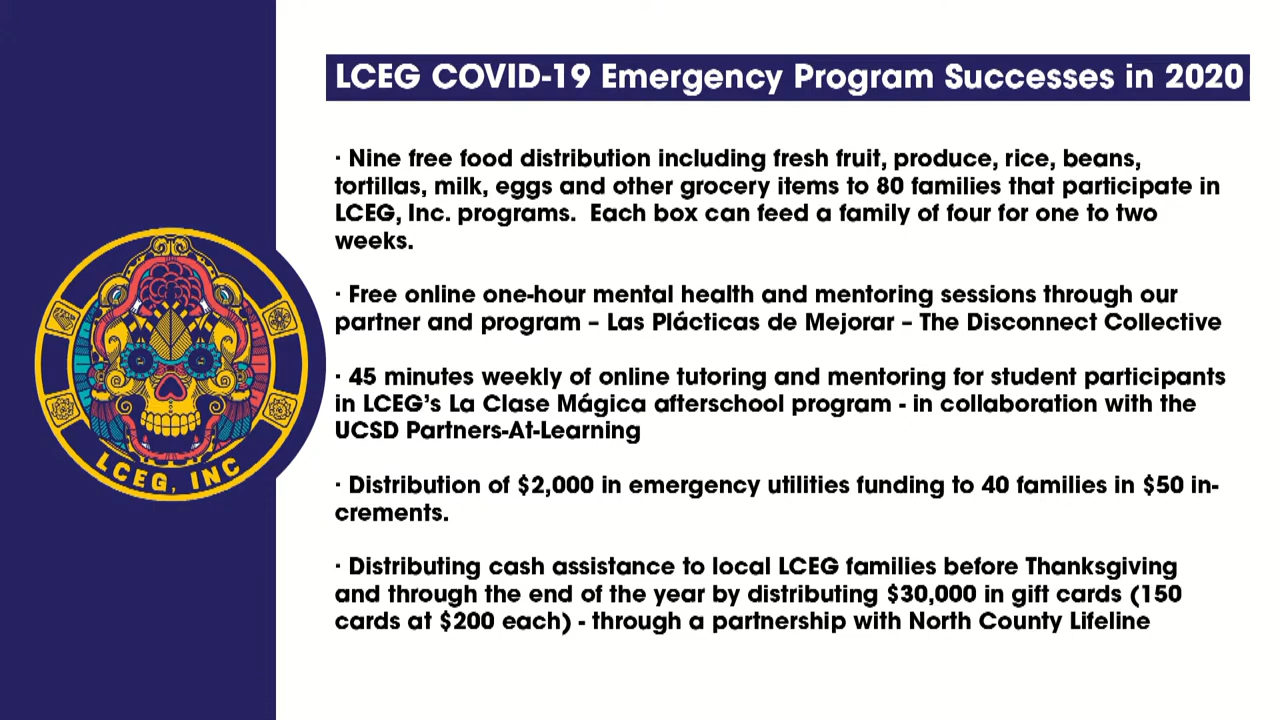 LCEG COVID-19 Emergency Program Successes in 2020
· Nine free food distribution including fresh fruit, produce, rice, beans,
tortillas, milk, eggs and other grocery items to 80 families that participate in
LCEG, Inc. programs.  Each box can feed a family of four for one to two
weeks.
· Free online one-hour mental health and mentoring sessions through our
partner and program – Las Plácticas de Mejorar – The Disconnect Collective
· 45 minutes weekly of online tutoring and mentoring for student participants
in LCEG’s La Clase Mágica afterschool program - in collaboration with the
UCSD Partners-At-Learning
· Distribution of $2,000 in emergency utilities funding to 40 families in $50 in-
crements.
· Distributing cash assistance to local LCEG families before Thanksgiving
and through the end of the year by distributing $30,000 in gift cards (150
cards at $200 each) - through a partnership with North County Lifeline
LCEG, INC